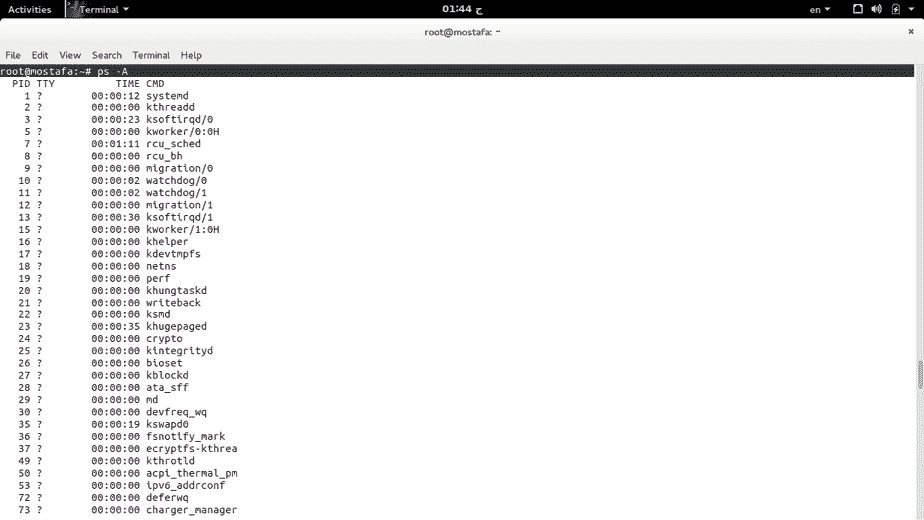 Activities Terminal ح 01:44 en
root@mostafa: ~
File Edit View Search Terminal Help
root@mostafa:~# ps -A
PID TTY TIME CMD
1 ? 00:00:12 systemd
2 ? 00:00:00 kthreadd
3 ? 00:00:23 ksoftirqd/0
5 ? 00:00:00 kworker/0:0H
7 ? 00:01:11 rcu_sched
8 ? 00:00:00 rcu_bh
9 ? 00:00:00 migration/0
10 ? 00:00:02 watchdog/0
11 ? 00:00:02 watchdog/1
12 ? 00:00:00 migration/1
13 ? 00:00:30 ksoftirqd/1
15 ? 00:00:00 kworker/1:0H
16 ? 00:00:00 khelper
17 ? 00:00:00 kdevtmpfs
18 ? 00:00:00 netns
19 ? 00:00:00 perf
20 ? 00:00:00 khungtaskd
21 ? 00:00:00 writeback
22 ? 00:00:00 ksmd
23 ? 00:00:35 khugepaged
24 ? 00:00:00 crypto
25 ? 00:00:00 kintegrityd
26 ? 00:00:00 bioset
27 ? 00:00:00 kblockd
28 ? 00:00:00 ata_sff
29 ? 00:00:00 md
30 ? 00:00:00 devfreq_wq
35 ? 00:00:19 kswapd0
36 ? 00:00:00 fsnotify_mark
37 ? 00:00:00 ecryptfs-kthrea
49 ? 00:00:00 kthrotld
50 ? 00:00:00 acpi_thermal_pm
53 ? 00:00:00 ipv6_addrconf
72 ? 00:00:00 deferwq
73 ? 00:00:00 charger_manager